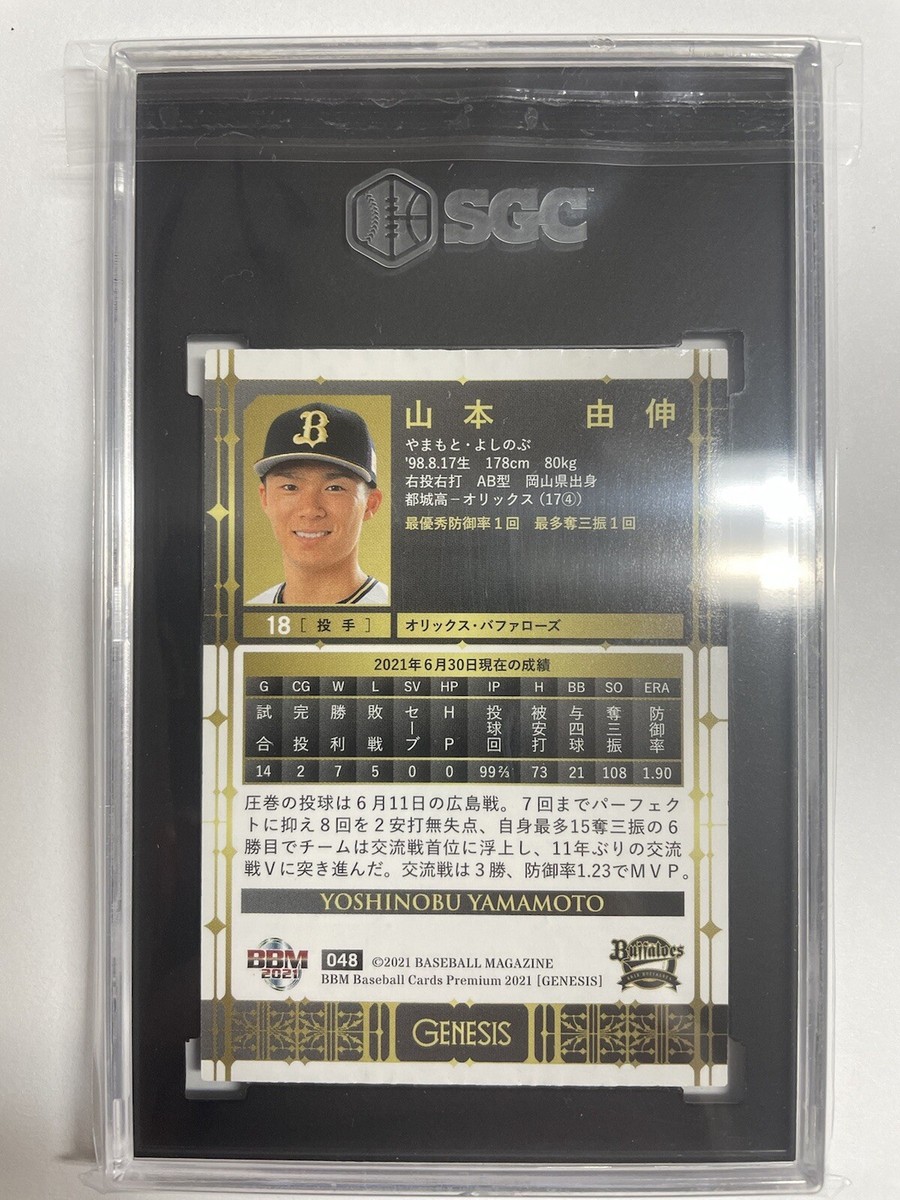 SGC
B
山本 由伸
やまもと・よしのぶ
'98.8.17生 178cm 80kg
右投右打 AB型 岡山県出身
都城高－オリックス(17④)
最優秀防御率1回 最多奪三振1回
18 [投手] オリックス・バファローズ
2021年6月30日現在の成績
G CG W L SV HP IP H BB SO ERA
試合 完投 勝利 敗戦 セーブ HP 投球回 被安打 与四球 奪三振 防御率
14 2 7 5 0 0 99⅔ 73 21 108 1.90
圧巻の投球は6月11日の広島戦。7回までパーフェク
トに抑え8回を2安打無失点、自身最多15奪三振の6
勝目でチームは交流戦首位に浮上し、11年ぶりの交流
戦Vに突き進んだ。交流戦は3勝、防御率1.23でMVP。
YOSHINOBU YAMAMOTO
BBM 2021
048 ©2021 BASEBALL MAGAZINE
BBM Baseball Cards Premium 2021 [GENESIS]
Buffaloes
GENESIS